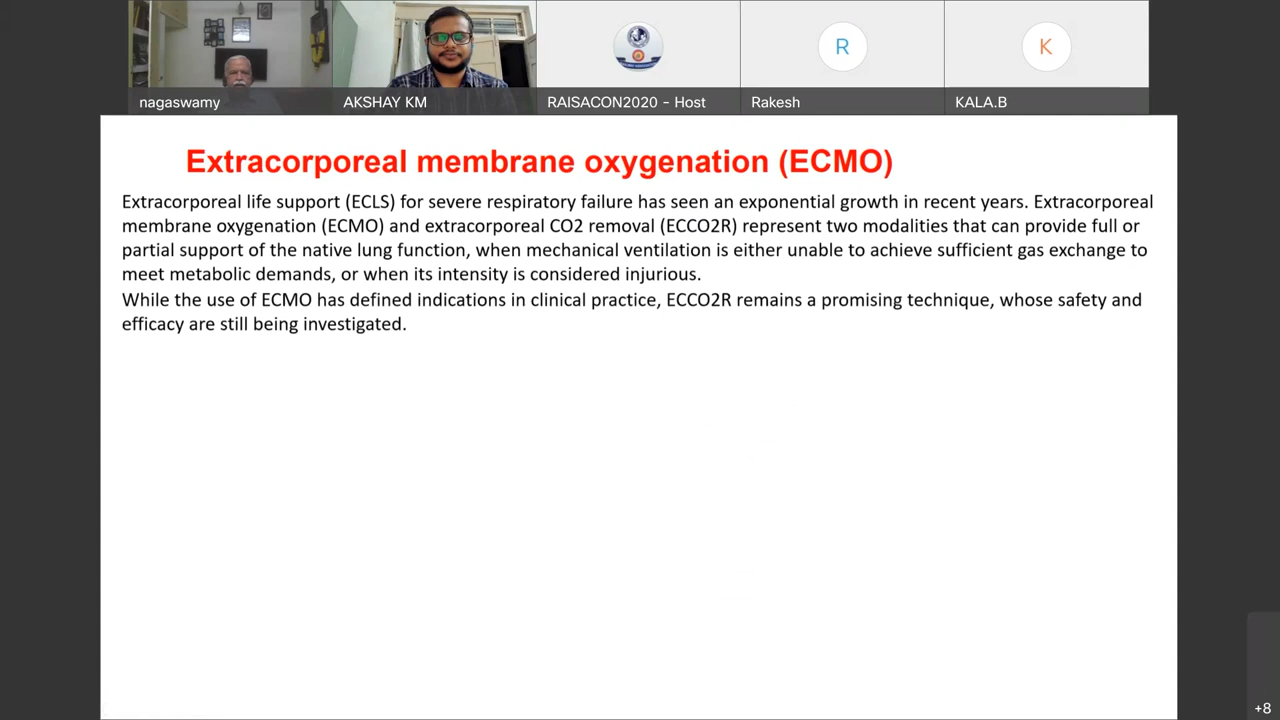 nagaswamy
AKSHAY KM
RAISACON2020 - Host
R
Rakesh
K
KALA.B
Extracorporeal membrane oxygenation (ECMO)
Extracorporeal life support (ECLS) for severe respiratory failure has seen an exponential growth in recent years. Extracorporeal
membrane oxygenation (ECMO) and extracorporeal CO2 removal (ECCO2R) represent two modalities that can provide full or
partial support of the native lung function, when mechanical ventilation is either unable to achieve sufficient gas exchange to
meet metabolic demands, or when its intensity is considered injurious.
While the use of ECMO has defined indications in clinical practice, ECCO2R remains a promising technique, whose safety and
efficacy are still being investigated.
+8